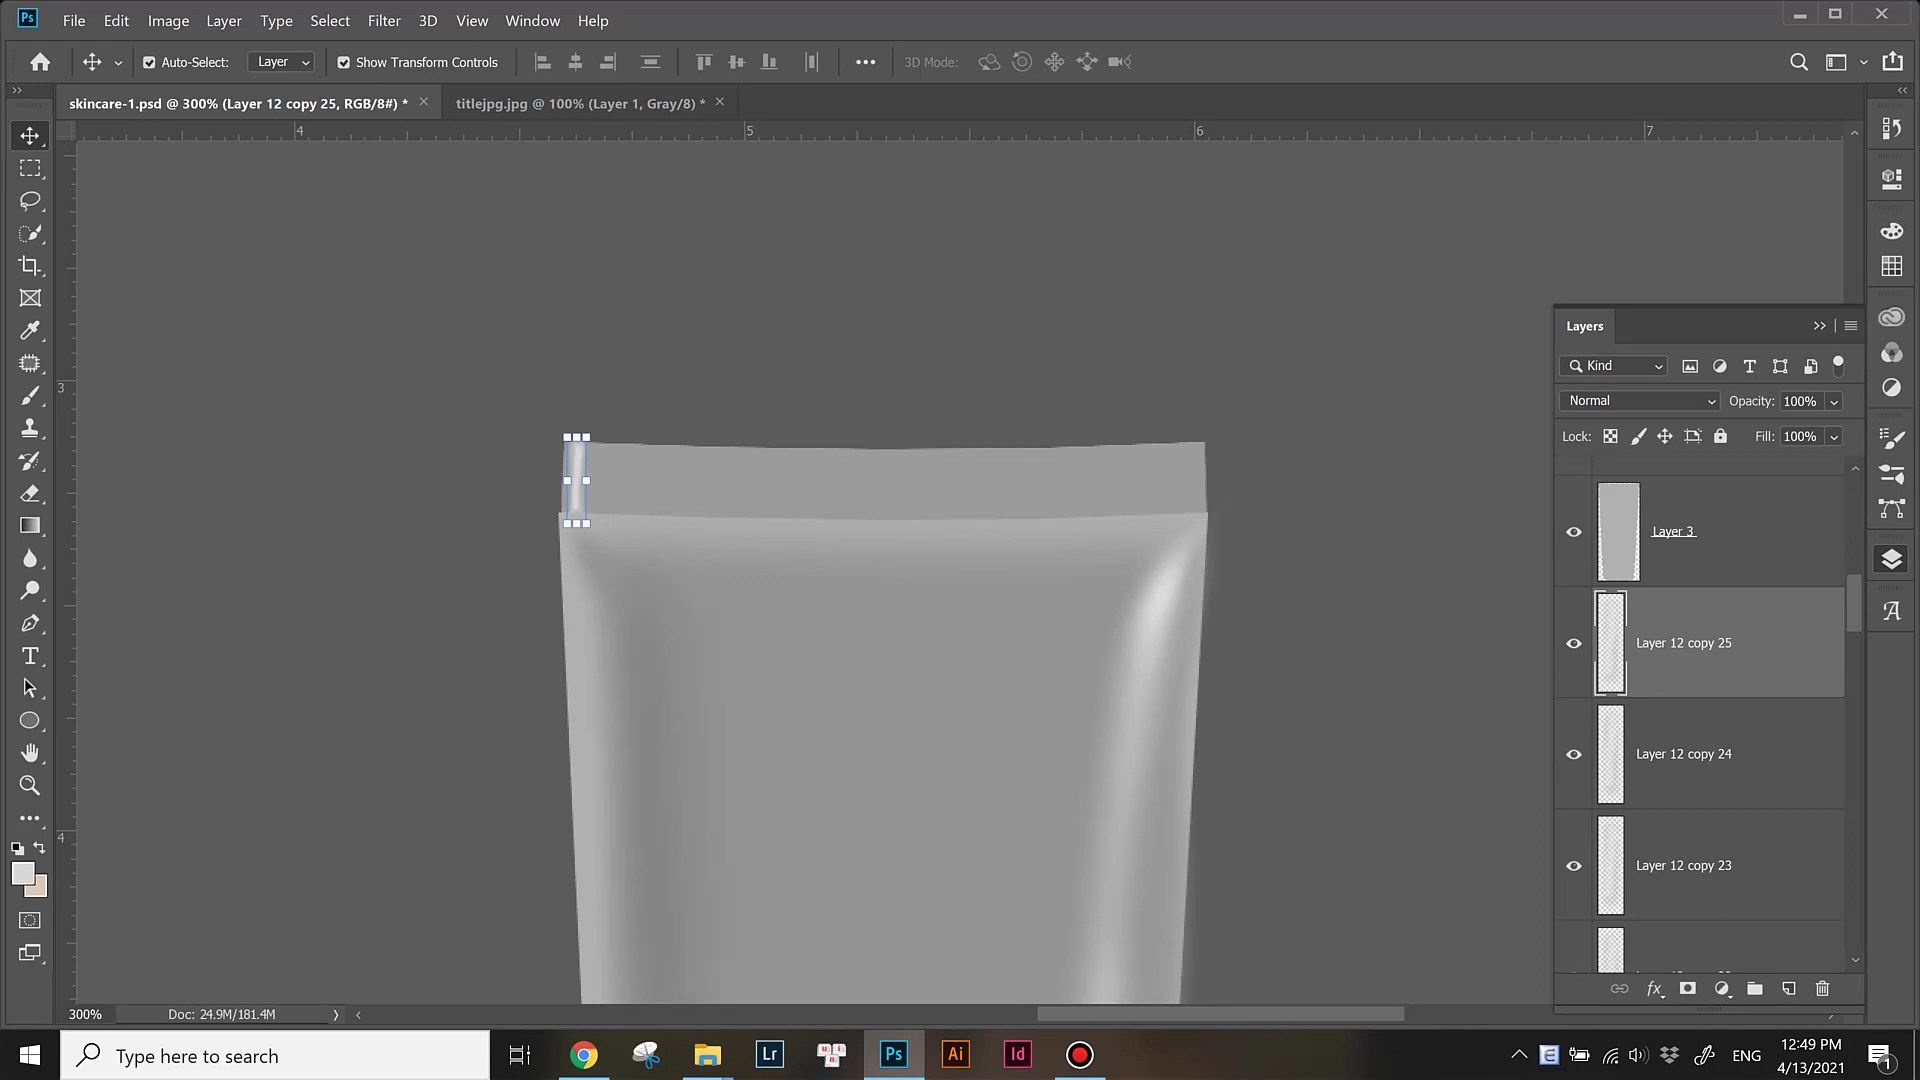 Ps File Edit Image Layer Type Select Filter 3D View Window Help
Auto-Select: Layer Show Transform Controls 3D Mode:
skincare-1.psd @ 300% (Layer 12 copy 25, RGB/8#) * titlejpg.jpg @ 100% (Layer 1, Gray/8) *
4 5 6 7
3
4
Layers
Kind
Normal Opacity: 100%
Lock: Fill: 100%
Layer 3
Layer 12 copy 25
Layer 12 copy 24
Layer 12 copy 23
300% Doc: 24.9M/181.4M
Type here to search Lr Ps Ai Id ENG 12:49 PM
4/13/2021
1